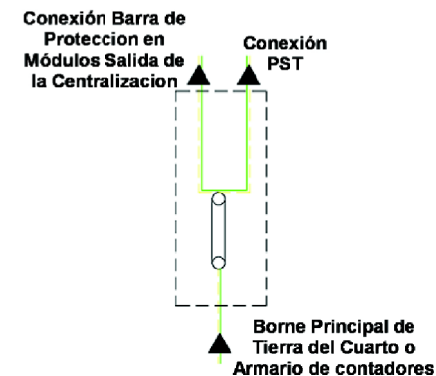 Conexión Barra de
Proteccion en
Módulos Salida de
la Centralizacion
Conexión
PST
Borne Principal de
Tierra del Cuarto o
Armario de contadores